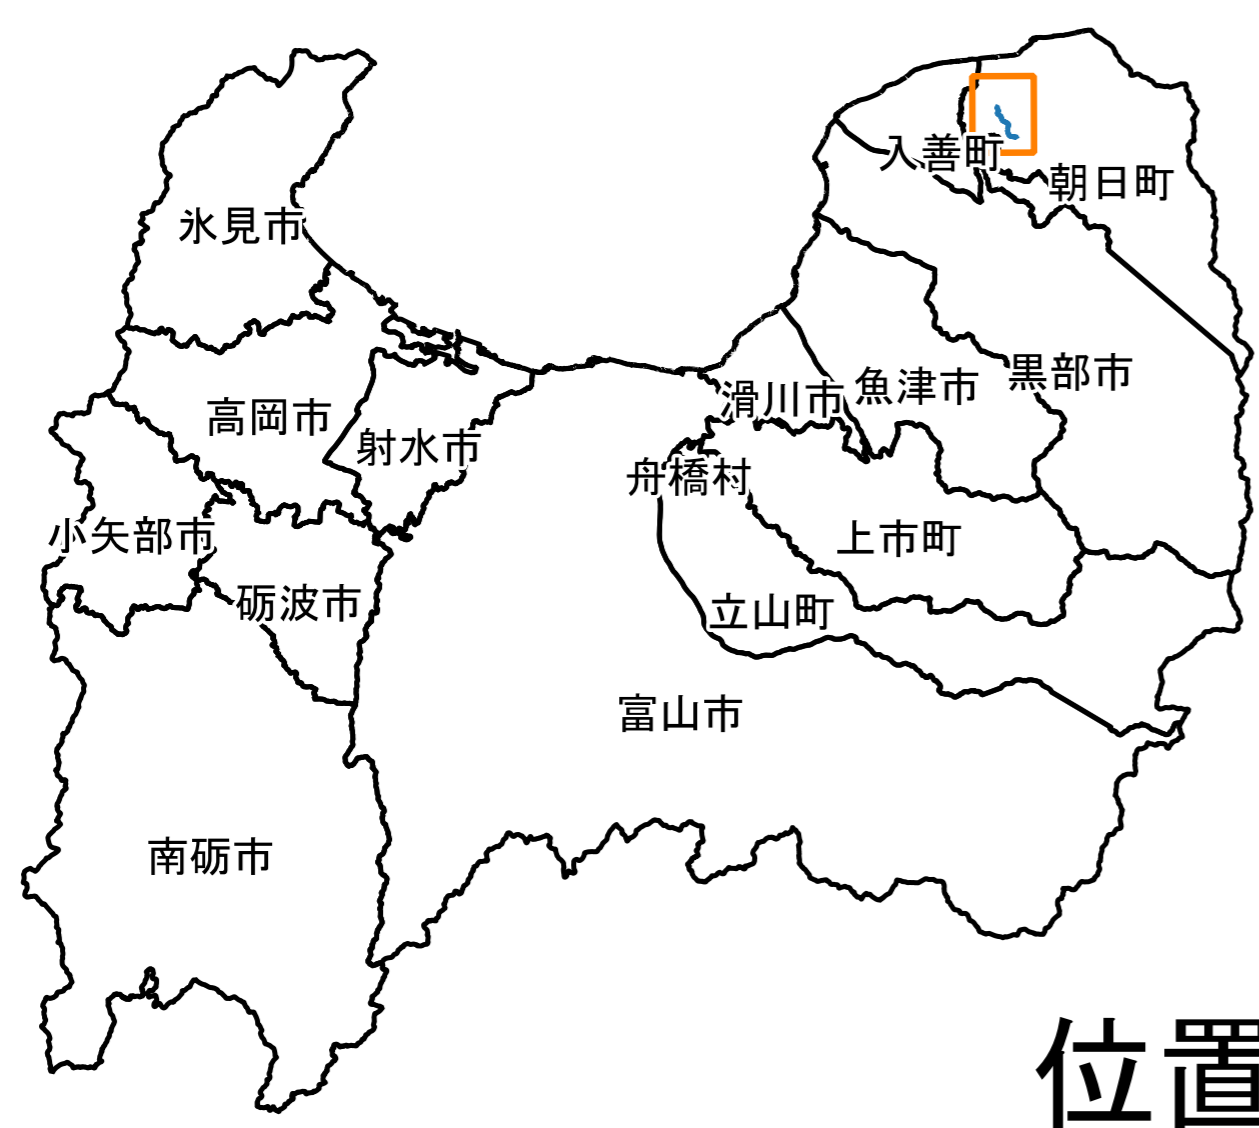 入善町
朝日町
氷見市
黒部市
魚津市
滑川市
高岡市
射水市
舟橋村
小矢部市
上市町
砺波市
立山町
富山市
南砺市
位置